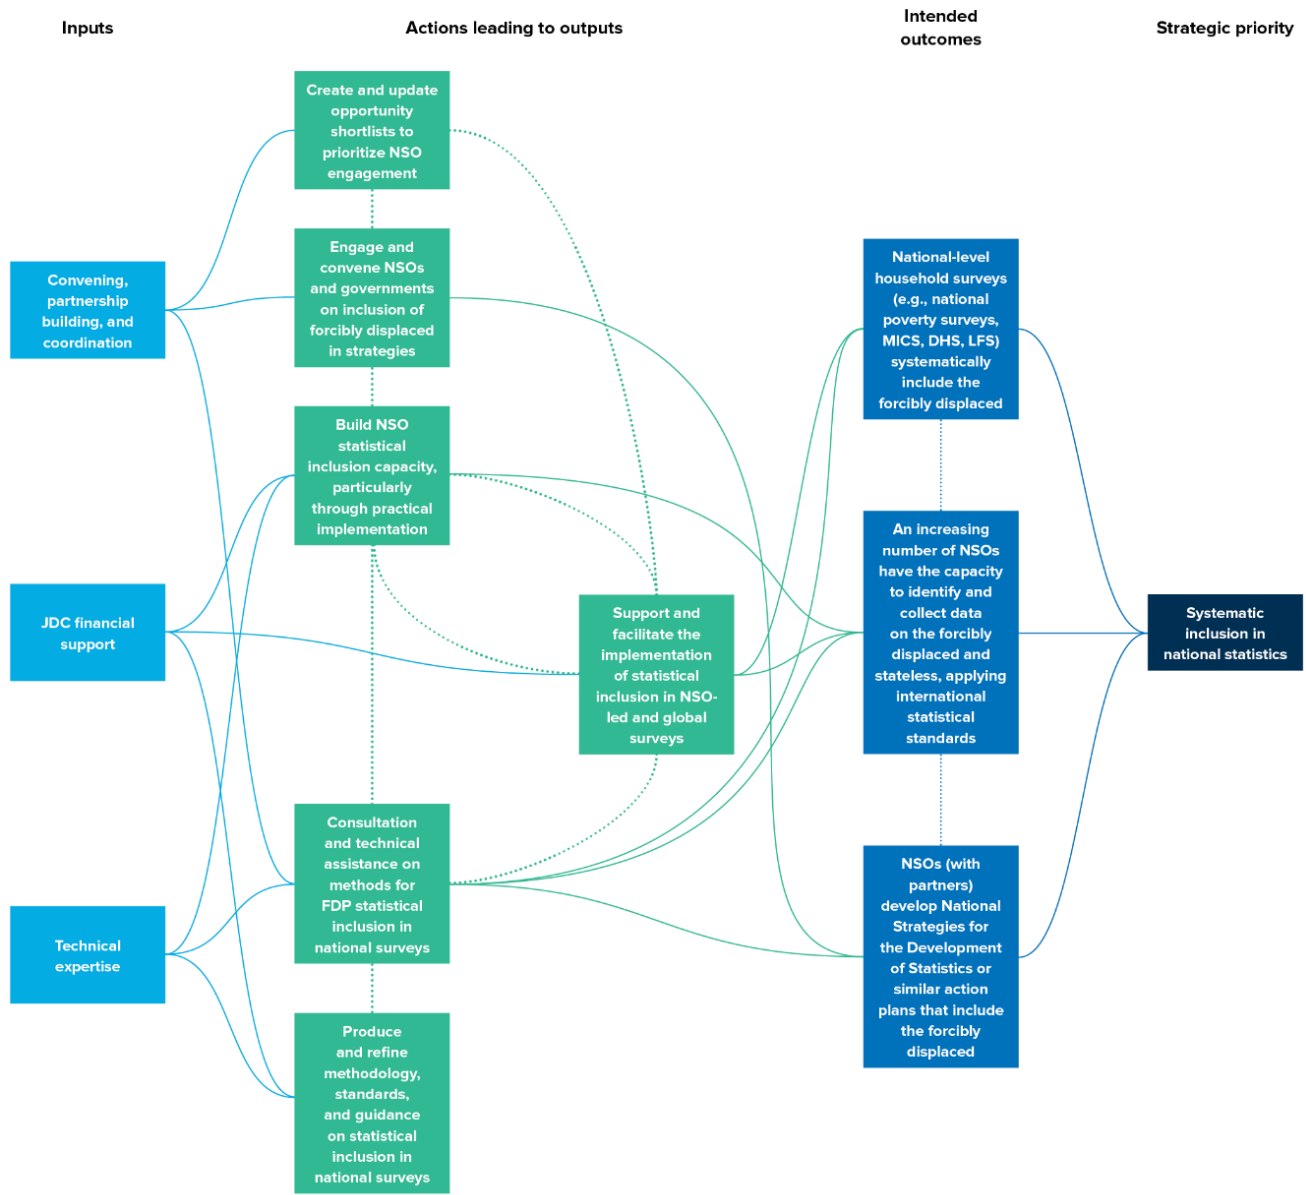 Inputs
Actions leading to outputs
Intended
outcomes
Strategic priority
Create and update
opportunity
shortlists to
prioritize NSO
engagement
Engage and
convene NSOs
and governments
on inclusion of
forcibly displaced
in strategies
Convening,
partnership
building, and
coordination
Build NSO
statistical
inclusion capacity,
particularly
through practical
implementation
JDC financial
support
Support and
facilitate the
implementation
of statistical
inclusion in NSO-
led and global
surveys
Consultation
and technical
assistance on
methods for
FDP statistical
inclusion in
national surveys
Technical
expertise
Produce
and refine
methodology,
standards,
and guidance
on statistical
inclusion in
national surveys
National-level
household surveys
(e.g., national
poverty surveys,
MICS, DHS, LFS)
systematically
include the
forcibly displaced
An increasing
number of NSOs
have the capacity
to identify and
collect data
on the forcibly
displaced and
stateless, applying
international
statistical
standards
NSOs (with
partners)
develop National
Strategies for
the Development
of Statistics or
similar action
plans that include
the forcibly
displaced
Systematic
inclusion in
national statistics